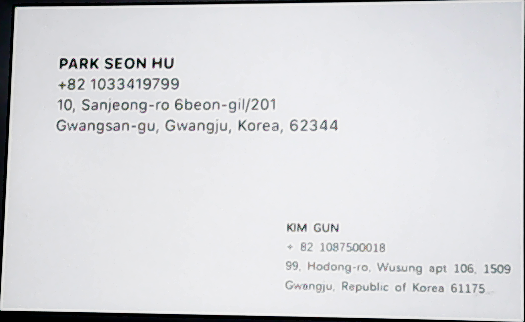 PARK SEON HU
+82 1033419799
10, Sanjeong-ro 6beon-gil/201
Gwangsan-gu, Gwangju, Korea, 62344
KIM GUN
+ 82 1087500018
99, Hodong-ro, Wusung apt 106, 1509
Gwangju, Republic of Korea 61175